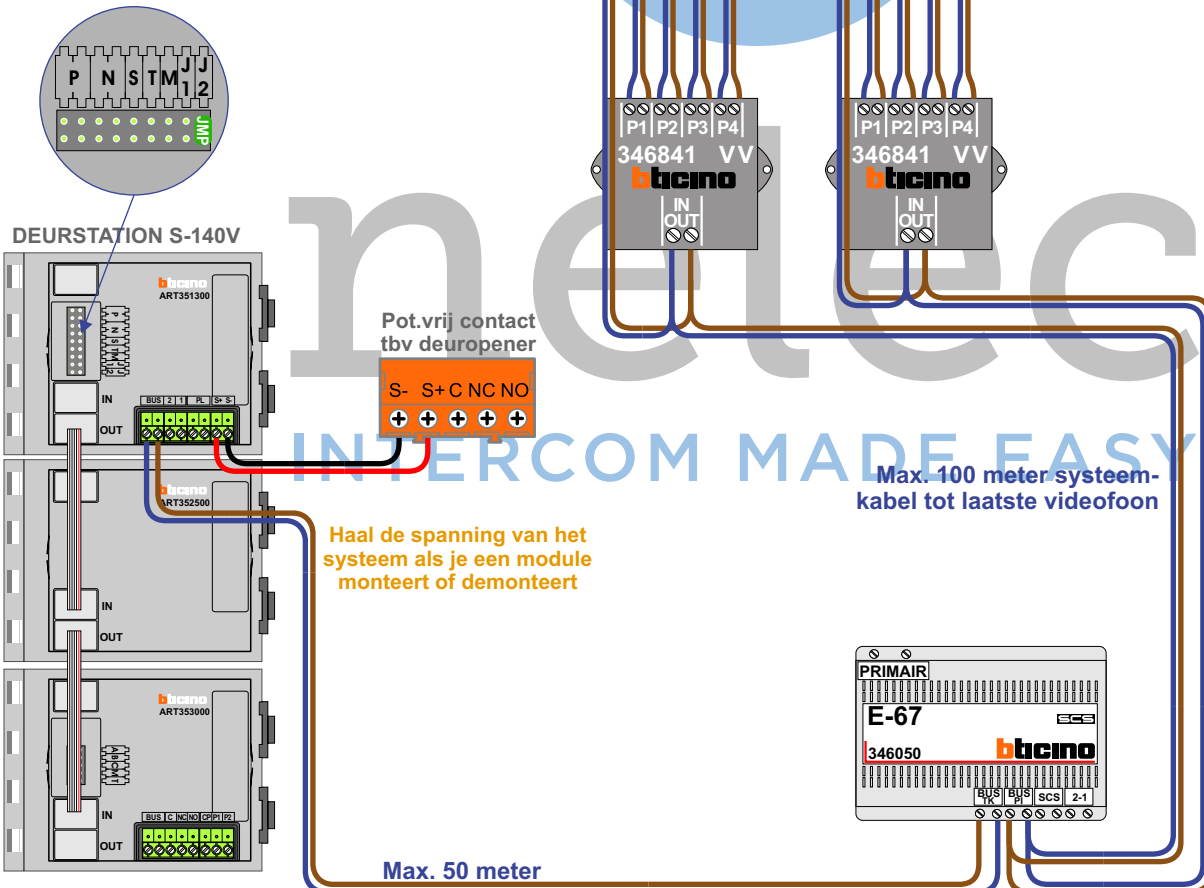 P N S T M J1 J2
JMP
P1 P2 P3 P4
346841 VV
bticino
IN
OUT
P1 P2 P3 P4
346841 VV
bticino
IN
OUT
nelec
INTERCOM MADE EASY
DEURSTATION S-140V
bticino
ART351300
P N S T M J1 J2
IN
OUT
BUS 2 1 PL S+ S-
Pot.vrij contact
tbv deuropener
S- S+ C NC NO
Max. 100 meter systeem-
kabel tot laatste videofoon
bticino
ART352500
IN
OUT
Haal de spanning van het
systeem als je een module
monteert of demonteert
bticino
ART353000
A B C M T
IN
OUT
BUS C NC NO CP P1 P2
PRIMAIR
E-67
SCS
346050
bticino
BUS TK BUS PI SCS 2-1
Max. 50 meter